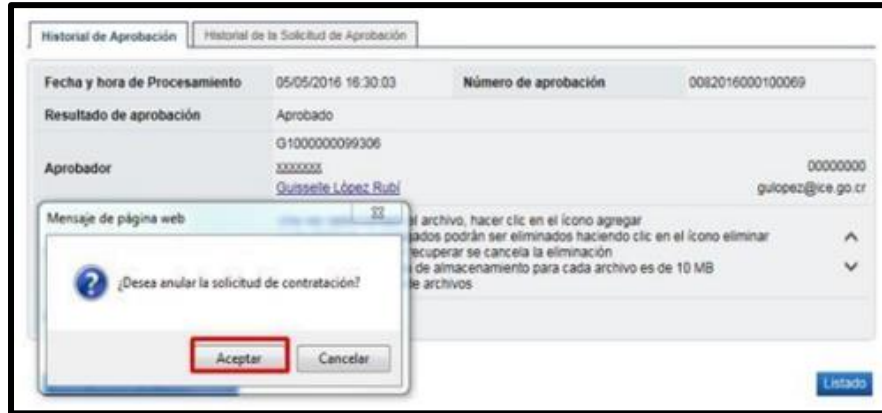 Historial de Aprobación Historial de la Solicitud de Aprobación
Fecha y hora de Procesamiento 05/05/2016 16:30:03 Número de aprobación 0082016000100069
Resultado de aprobación Aprobado
G1000000099306
Aprobador xxxxxxx 00000000
Guisselle López Rubí gulopez@ice.go.cr
Mensaje de página web
el archivo, hacer clic en el ícono agregar
podrán ser eliminados haciendo clic en el ícono eliminar
recuperar se cancela la eliminación
de almacenamiento para cada archivo es de 10 MB
de archivos
¿Desea anular la solicitud de contratación?
Aceptar Cancelar
Listado